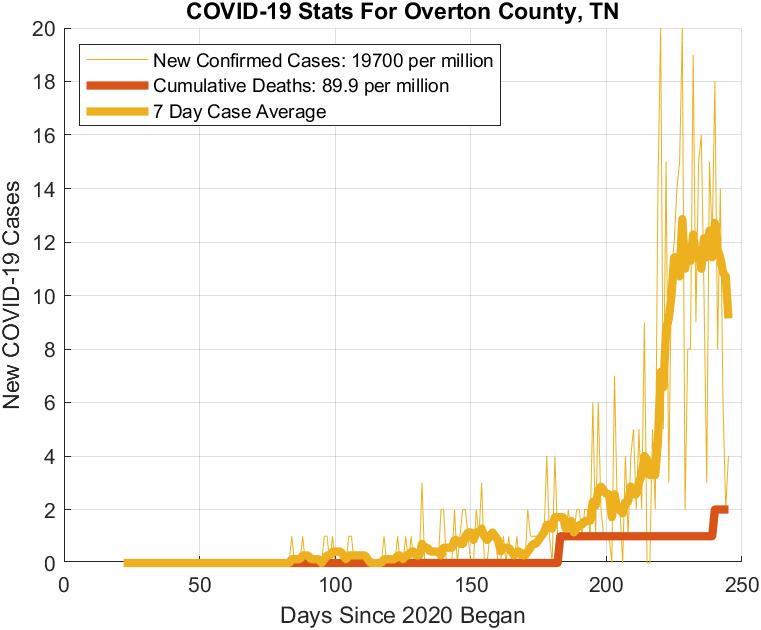 COVID-19 Stats For Overton County, TN
New Confirmed Cases: 19700 per million
Cumulative Deaths: 89.9 per million
7 Day Case Average
New COVID-19 Cases
20
18
16
14
12
10
8
6
4
2
0
0 50 100 150 200 250
Days Since 2020 Began